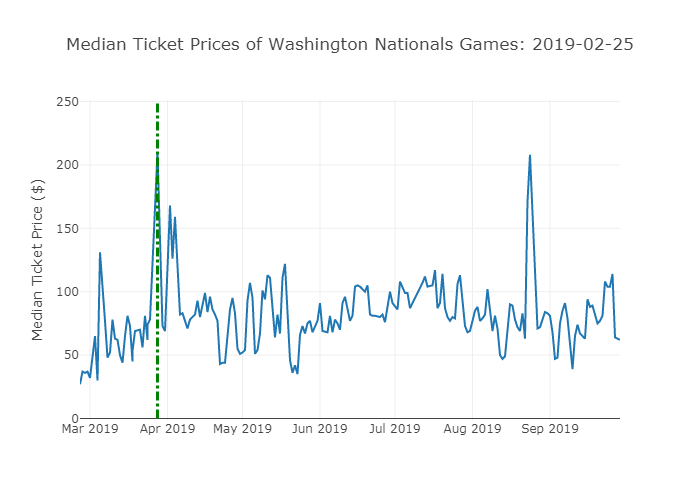 Median Ticket Prices of Washington Nationals Games: 2019-02-25
Median Ticket Price ($)
250
200
150
100
50
0
Mar 2019 Apr 2019 May 2019 Jun 2019 Jul 2019 Aug 2019 Sep 2019